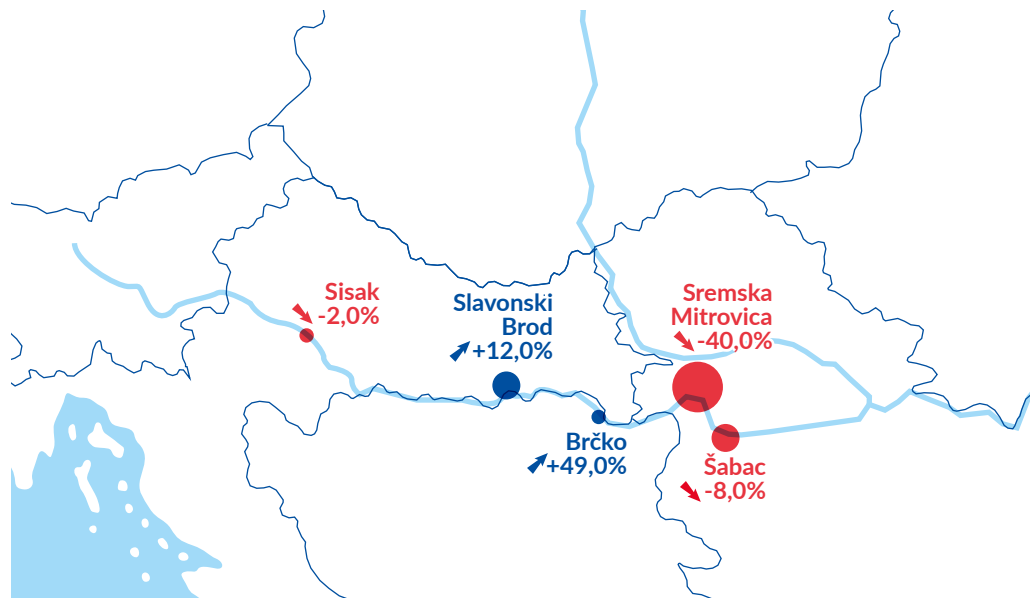 Sisak
-2,0%
Slavonski
Brod
+12,0%
Brčko
+49,0%
Sremska
Mitrovica
-40,0%
Šabac
-8,0%